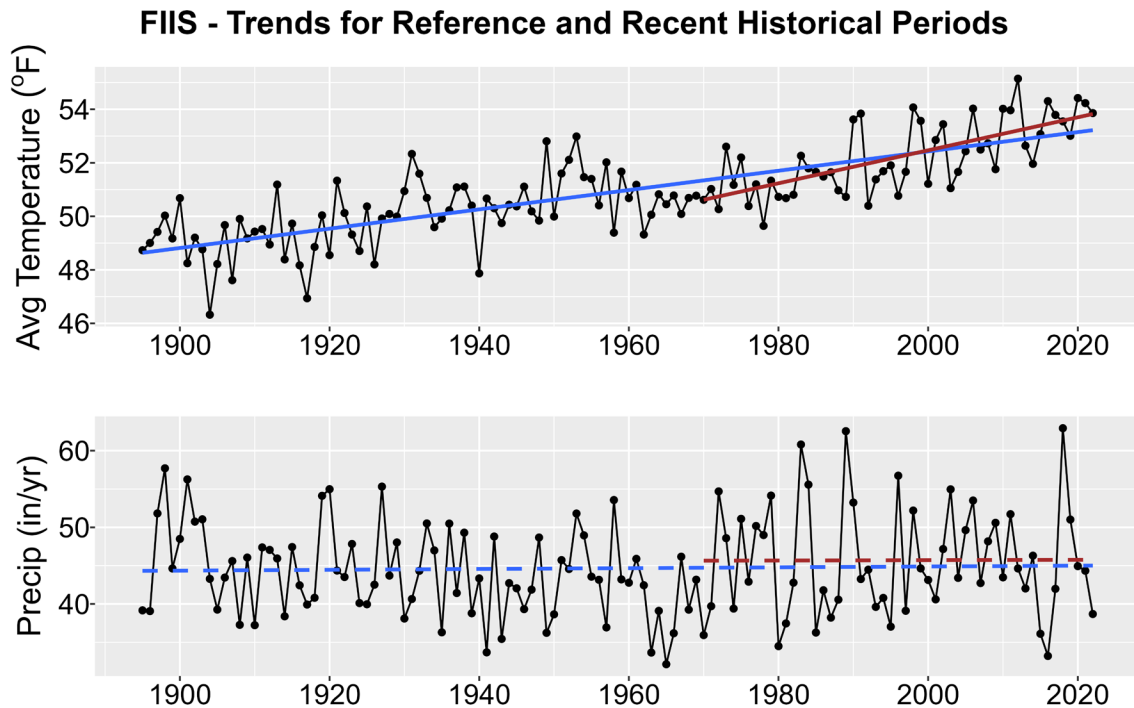 FIIS - Trends for Reference and Recent Historical Periods
Avg Temperature (°F)
54
52
50
48
46
1900 1920 1940 1960 1980 2000 2020
Precip (in/yr)
60
50
40
1900 1920 1940 1960 1980 2000 2020